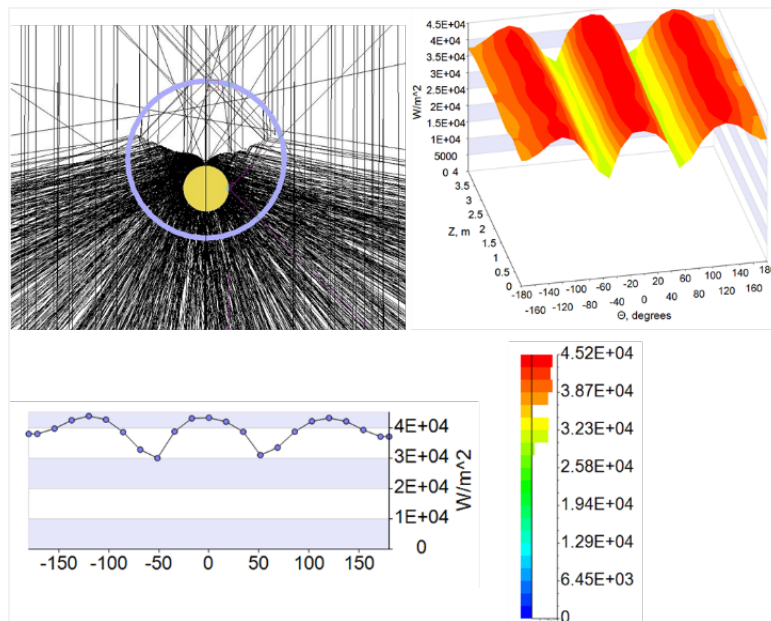 4.5E+04
4E+04
3.5E+04
3E+04
2.5E+04
2E+04
1.5E+04
1E+04
5000
0
W/m^2
4
3.5
3
2.5
2
1.5
1
0.5
0
Z, m
-180 -140 -100 -60 -20 20 60 100 140 180
-160 -120 -80 -40 0 40 80 120 160
Θ, degrees
4E+04
3E+04
2E+04
1E+04
0
W/m^2
-150 -100 -50 0 50 100 150
4.52E+04
3.87E+04
3.23E+04
2.58E+04
1.94E+04
1.29E+04
6.45E+03
0